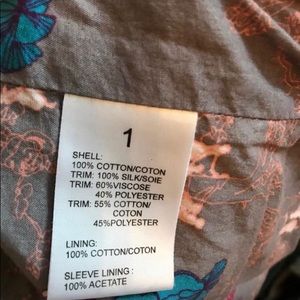 1
SHELL:
100% COTTON/COTON
TRIM: 100% SILK/SOIE
TRIM: 60%VISCOSE
40% POLYESTER
TRIM: 55% COTTON/
COTON
45%POLYESTER
LINING:
100% COTTON/COTON
SLEEVE LINING:
100% ACETATE